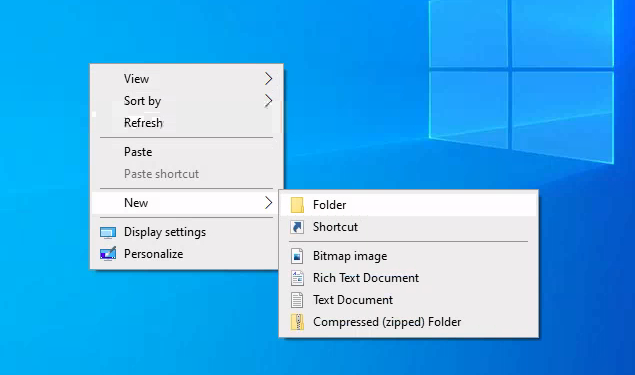 View
Sort by
Refresh
Paste
Paste shortcut
New
Display settings
Personalize
Folder
Shortcut
Bitmap image
Rich Text Document
Text Document
Compressed (zipped) Folder